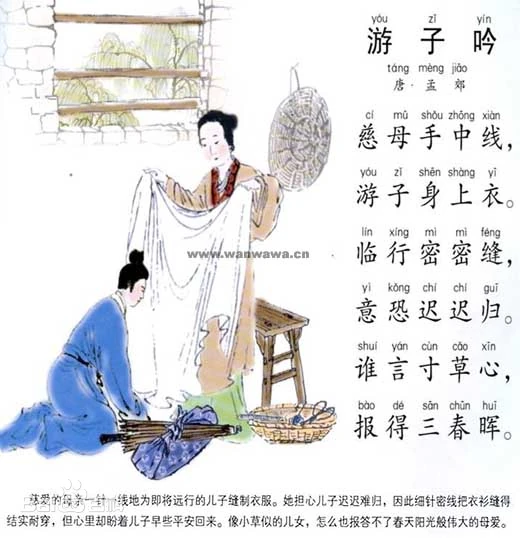 yóu zǐ yín
游子吟
táng mèng jiāo
唐·孟郊
cí mǔ shǒu zhōng xiàn
慈母手中线，
yóu zǐ shēn shàng yī
游子身上衣。
lín xíng mì mì féng
临行密密缝，
yì kǒng chí chí guī
意恐迟迟归。
shuí yán cùn cǎo xīn
谁言寸草心，
bào dé sān chūn huī
报得三春晖。
www.wanwawa.cn
慈爱的母亲一针一线地为即将远行的儿子缝制衣服。她担心儿子迟迟难归，因此细针密线把衣衫缝得
结实耐穿，但心里却盼着儿子早些平安回来。像小草似的儿女，怎么也报答不了春天阳光般伟大的母爱。